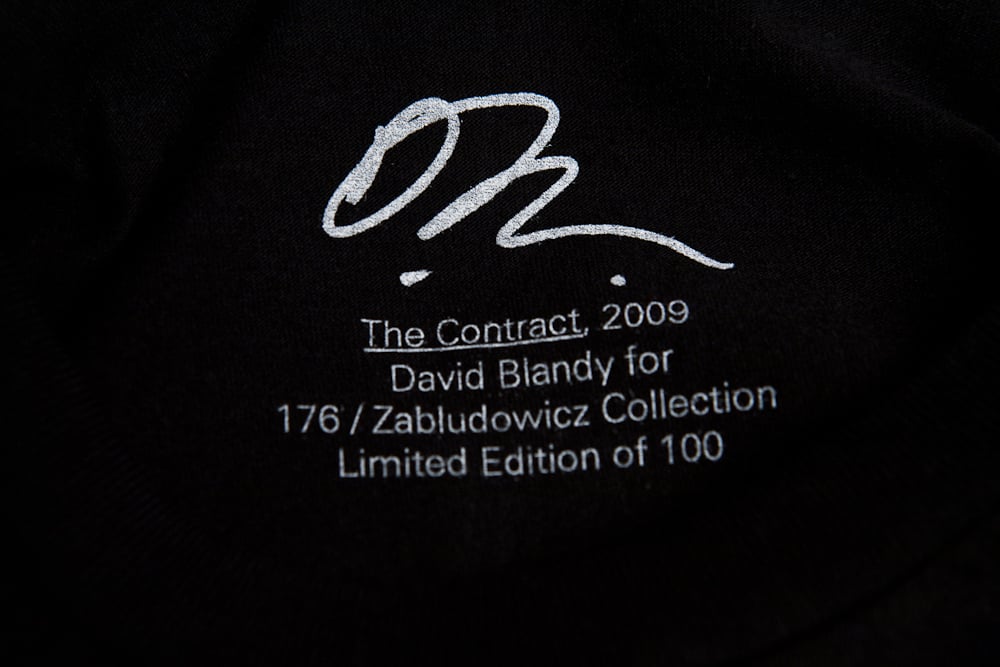 D.B.
The Contract, 2009
David Blandy for
176 / Zabludowicz Collection
Limited Edition of 100